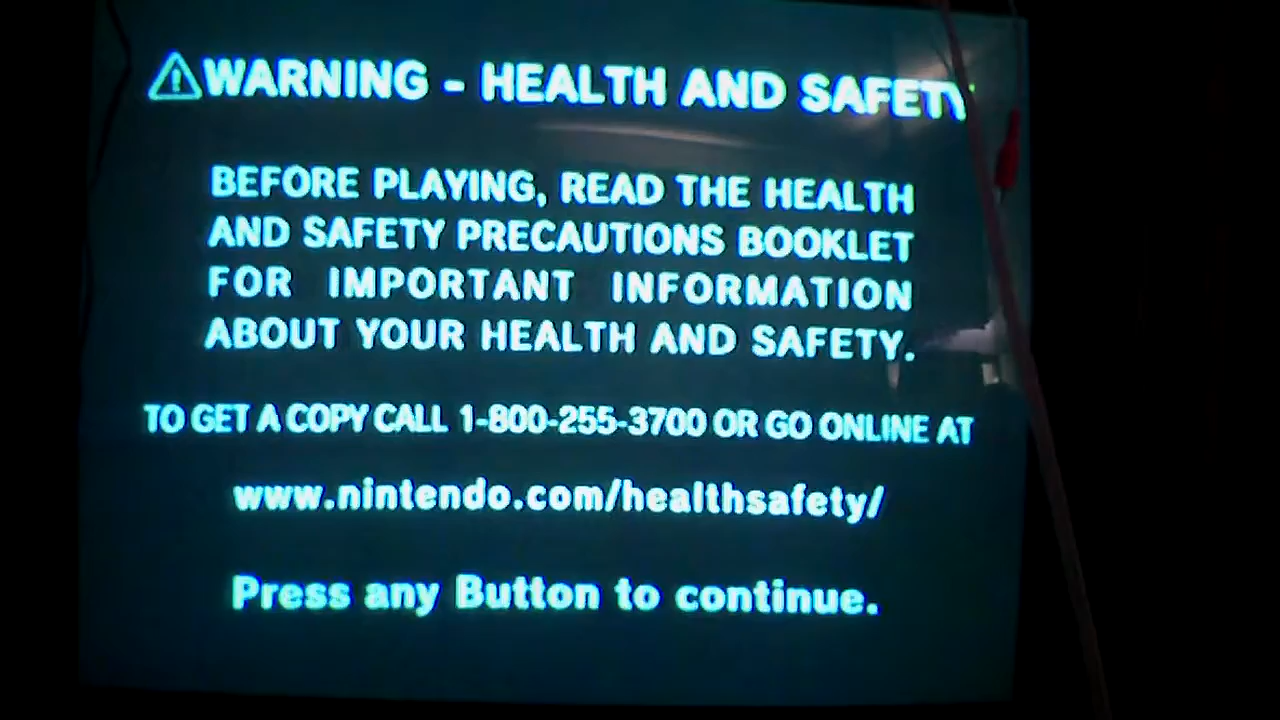 WARNING - HEALTH AND SAFETY
BEFORE PLAYING, READ THE HEALTH
AND SAFETY PRECAUTIONS BOOKLET
FOR IMPORTANT INFORMATION
ABOUT YOUR HEALTH AND SAFETY.
TO GET A COPY CALL 1-800-255-3700 OR GO ONLINE AT
www.nintendo.com/healthsafety/
Press any Button to continue.